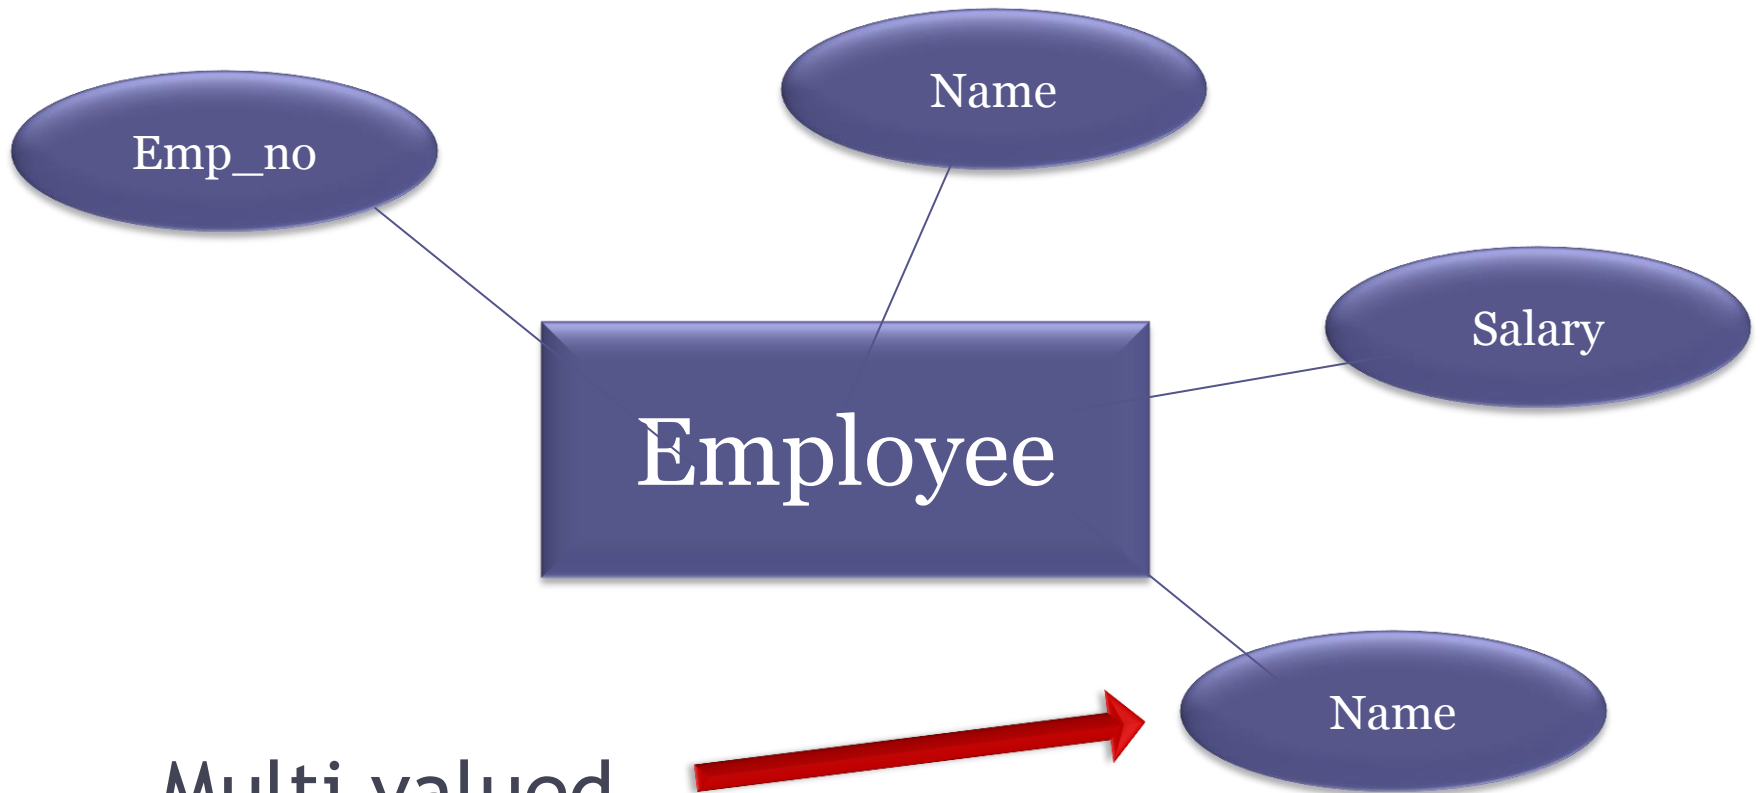 Name
Emp_no
Salary
Employee
Name
Multi valued